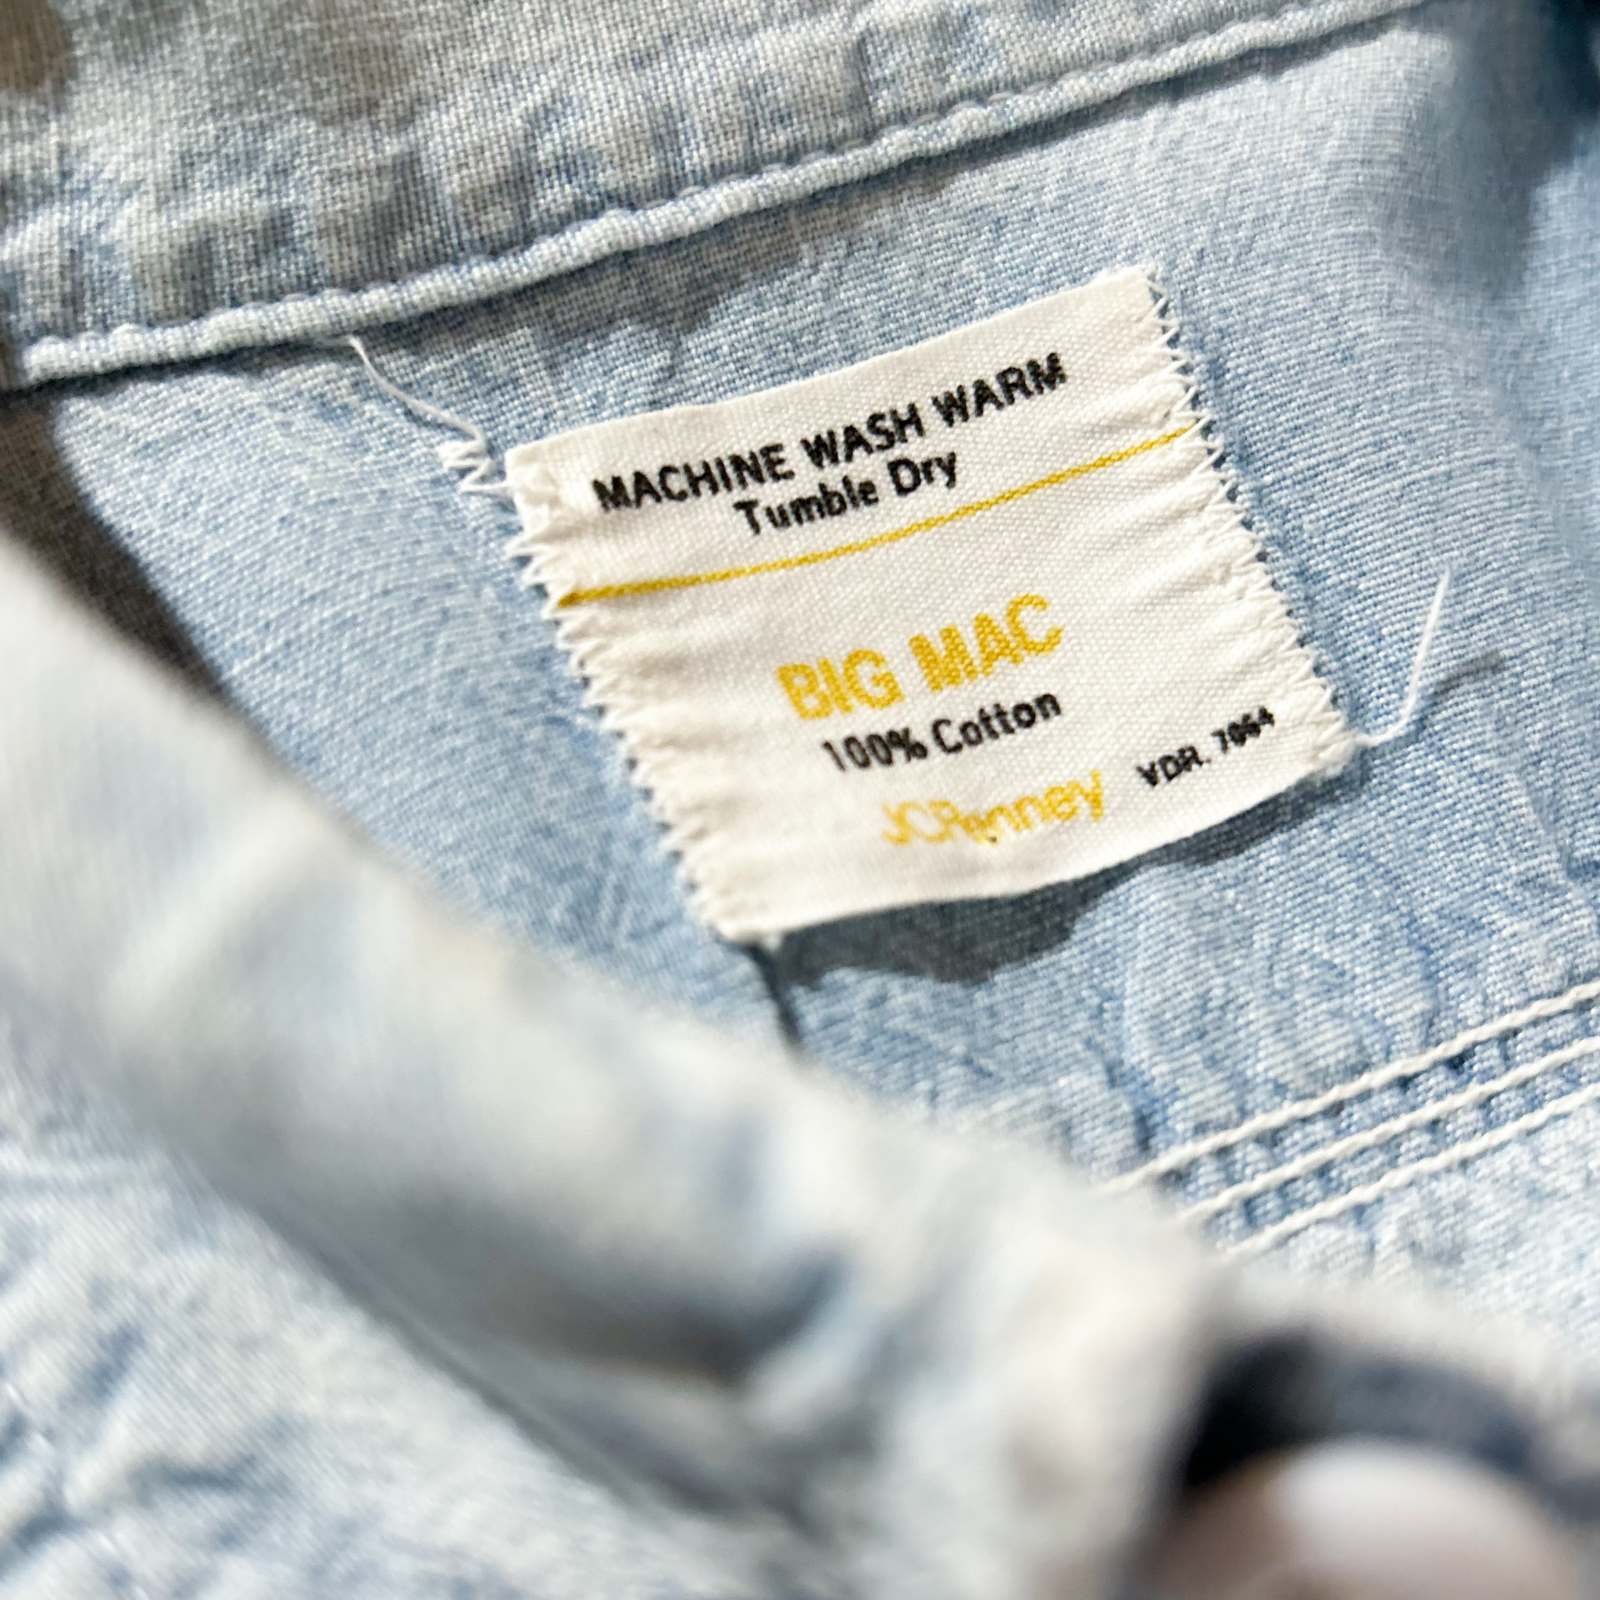 MACHINE WASH WARM
Tumble Dry
BIG MAC
100% Cotton
JCPenney VDR. 7064